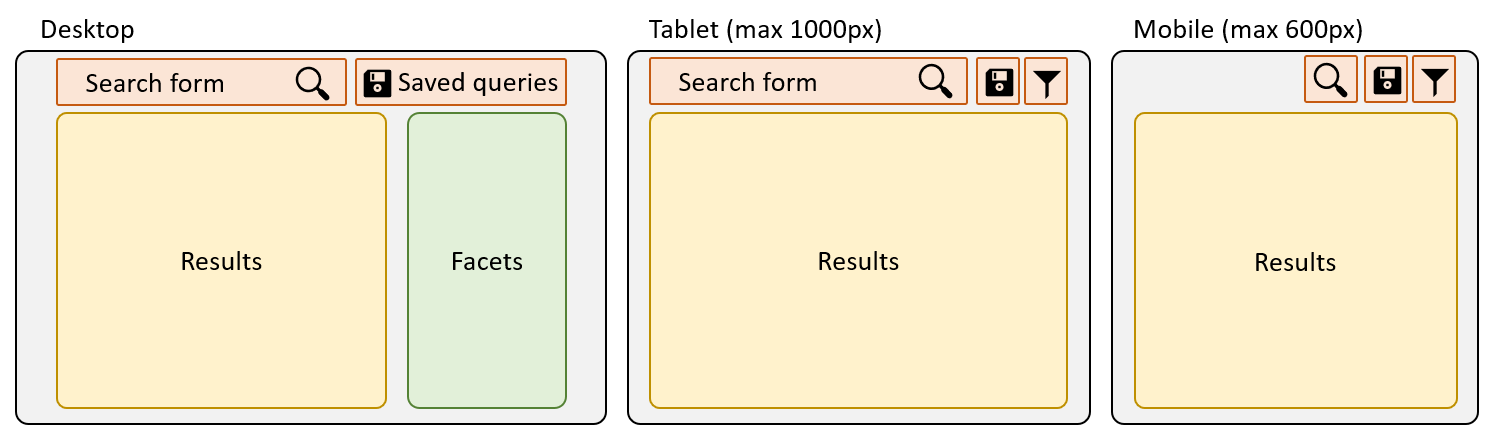 Desktop
Search form
Saved queries
Results
Facets
Tablet (max 1000px)
Search form
Results
Mobile (max 600px)
Results